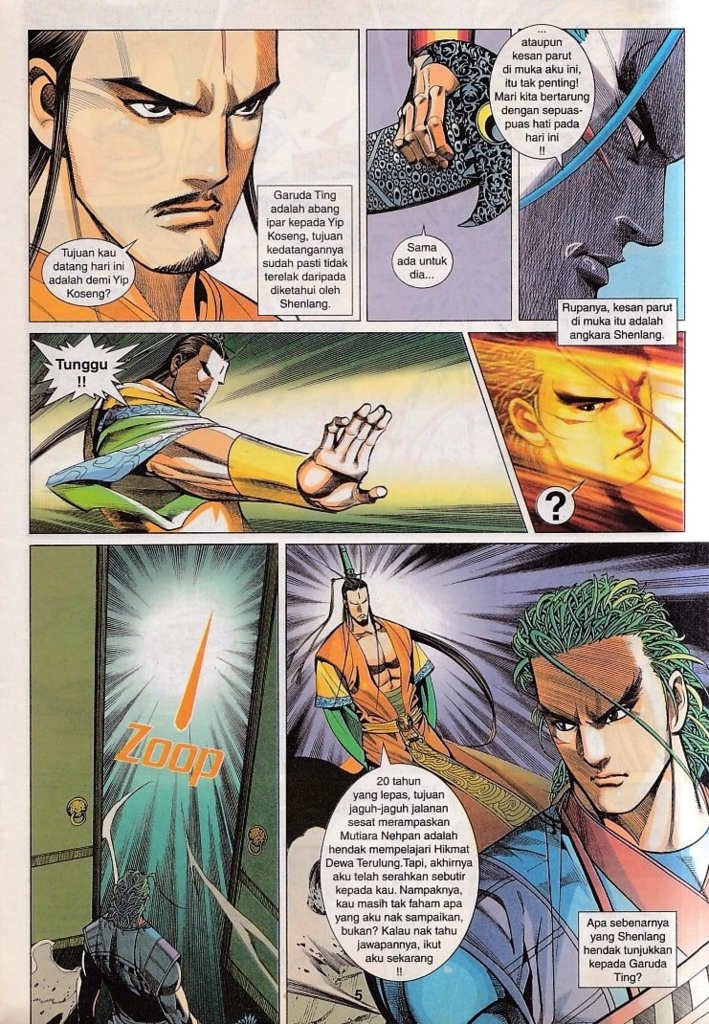 Tujuan kau
datang hari ini
adalah demi Yip
Koseng?
Garuda Ting
adalah abang
ipar kepada Yip
Koseng, tujuan
kedatangannya
sudah pasti tidak
terelak daripada
diketahui oleh
Shenlang.
Sama
ada untuk
dia...
...
ataupun
kesan parut
di muka aku ini,
itu tak penting!
Mari kita bertarung
dengan sepuas-
puas hati pada
hari ini
!!
Rupanya, kesan parut
di muka itu adalah
angkara Shenlang.
Tunggu
!!
?
Zoop
20 tahun
yang lepas, tujuan
jaguh-jaguh jalanan
sesat merampaskan
Mutiara Nehpan adalah
hendak mempelajari Hikmat
Dewa Terulung.Tapi, akhirnya
aku telah serahkan sebutir
kepada kau. Nampaknya,
kau masih tak faham apa
yang aku nak sampaikan,
bukan? Kalau nak tahu
jawapannya, ikut
aku sekarang
!!
Apa sebenarnya
yang Shenlang
hendak tunjukkan
kepada Garuda
Ting?
5